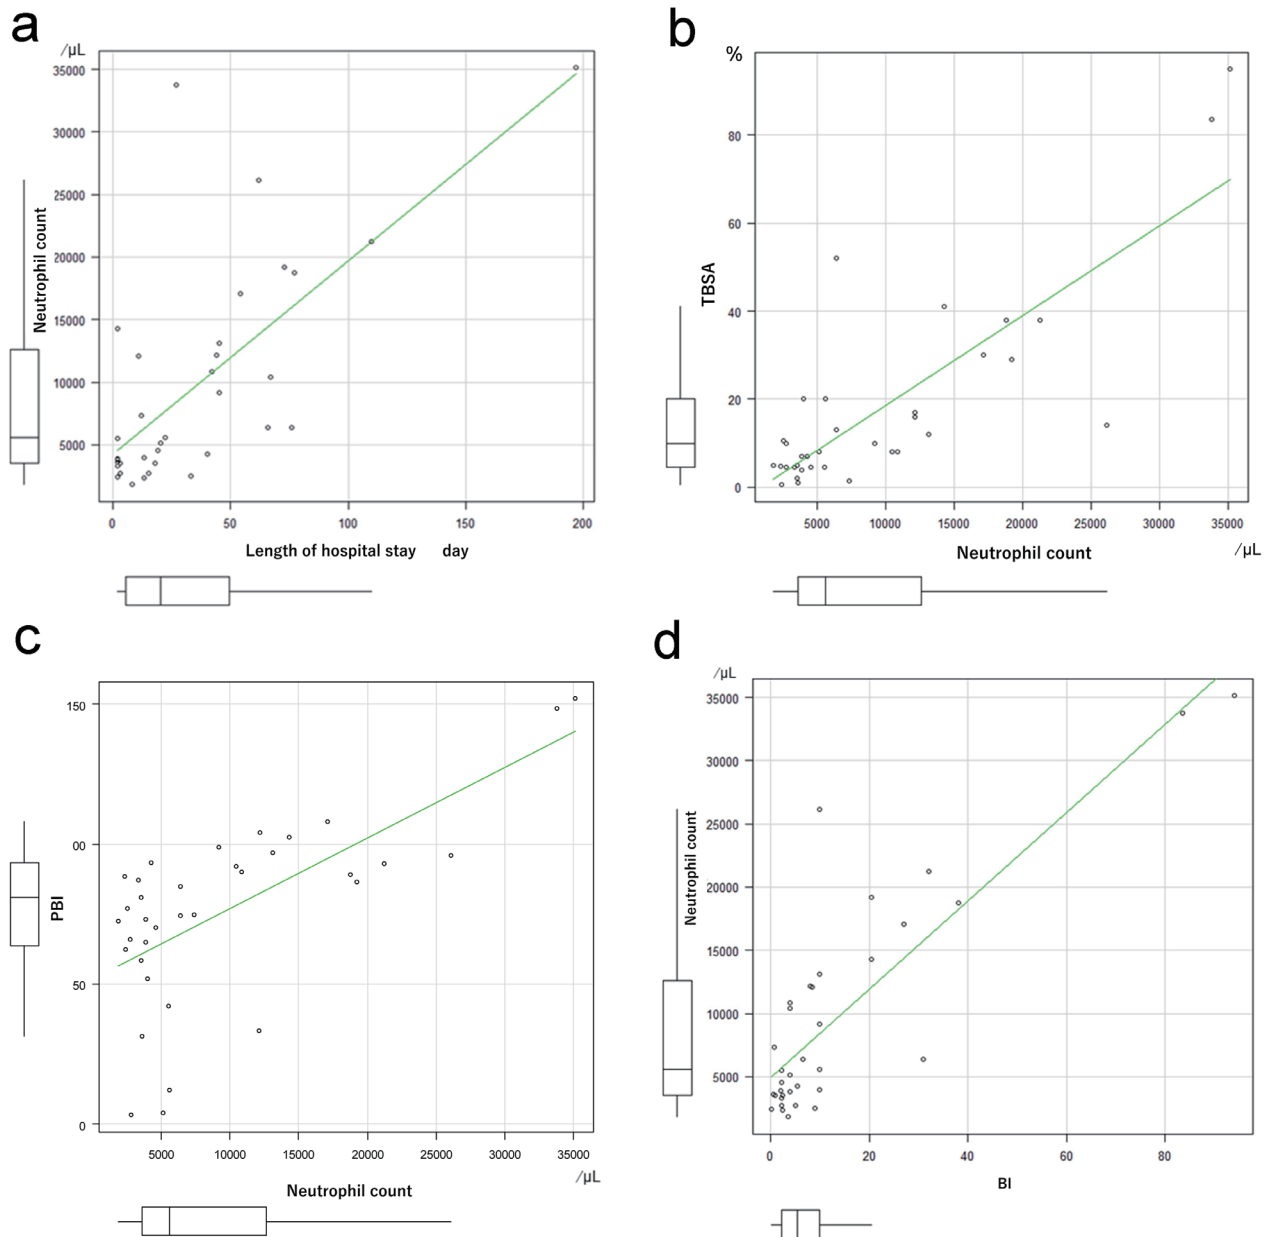 a
/μL
35000
30000
25000
20000
15000
10000
5000
Neutrophil count
0 50 100 150 200
Length of hospital stay day
b
%
80
60
40
20
0
TBSA
5000 10000 15000 20000 25000 30000 35000
Neutrophil count /μL
c
150
00
50
0
PBI
5000 10000 15000 20000 25000 30000 35000
/μL
Neutrophil count
d
/μL
35000
30000
25000
20000
15000
10000
5000
Neutrophil count
0 20 40 60 80
BI